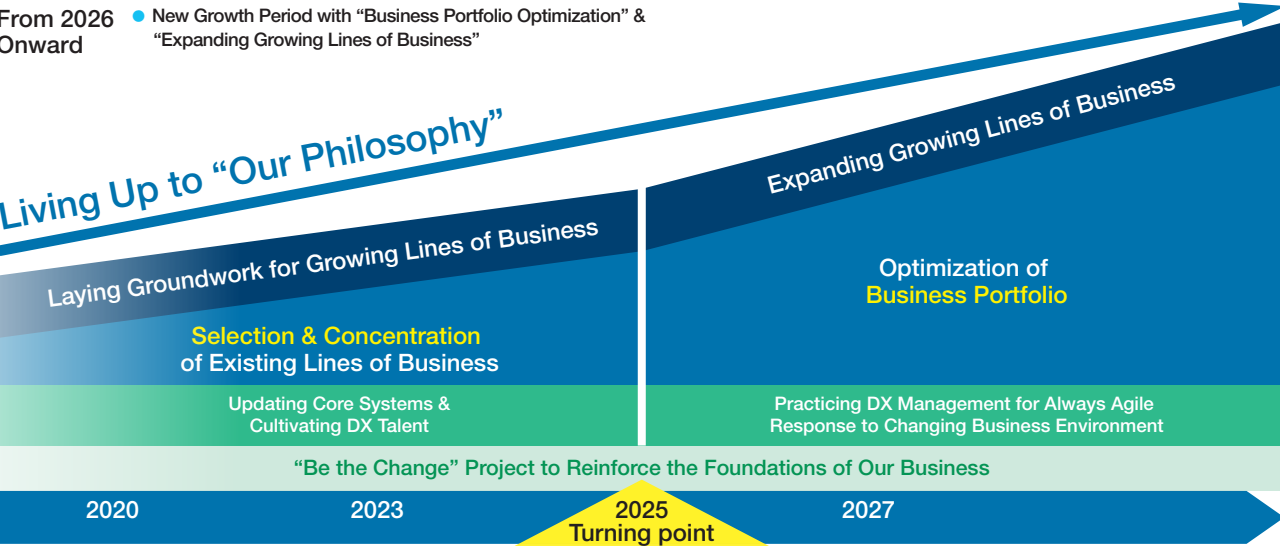 From 2026
Onward
● New Growth Period with “Business Portfolio Optimization” &
“Expanding Growing Lines of Business”
Living Up to “Our Philosophy”
Laying Groundwork for Growing Lines of Business
Expanding Growing Lines of Business
Selection & Concentration
of Existing Lines of Business
Optimization of
Business Portfolio
Updating Core Systems &
Cultivating DX Talent
Practicing DX Management for Always Agile
Response to Changing Business Environment
“Be the Change” Project to Reinforce the Foundations of Our Business
2020
2023
2025
Turning point
2027